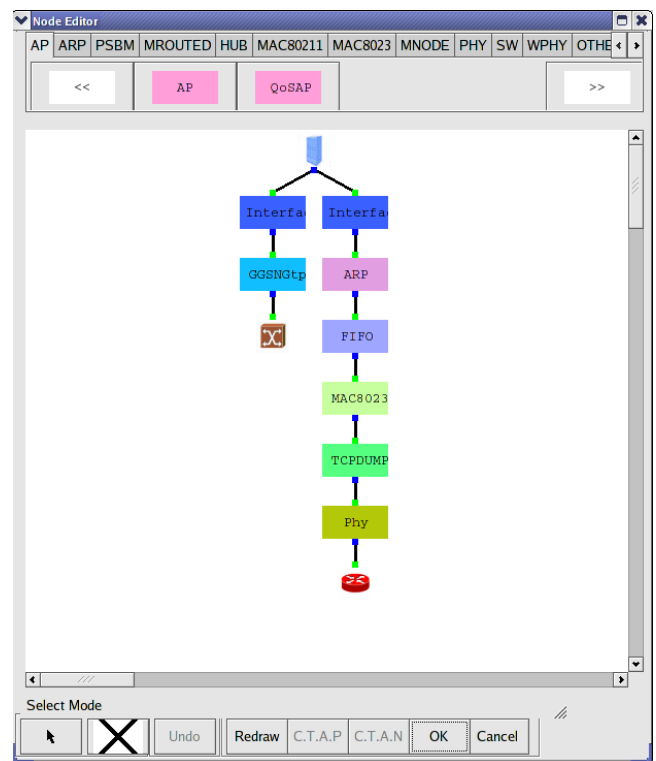 Node Editor
AP ARP PSBM MROUTED HUB MAC80211 MAC8023 MNODE PHY SW WPHY OTHE
<< AP QoSAP >>
Interfa Interfa
GGSNGtp ARP
FIFO
MAC8023
TCPDUMP
Phy
Select Mode
Undo Redraw C.T.A.P C.T.A.N OK Cancel